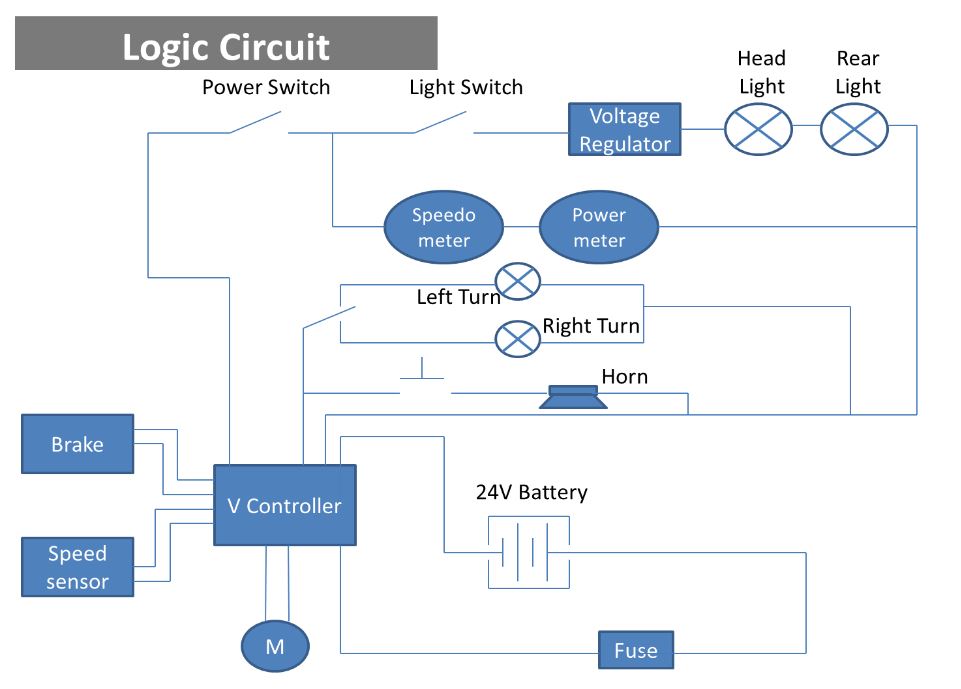 Logic Circuit
Power Switch
Light Switch
Head
Light
Rear
Light
Voltage
Regulator
Speedo
meter
Power
meter
Left Turn
Right Turn
Horn
Brake
V Controller
24V Battery
Speed
sensor
M
Fuse